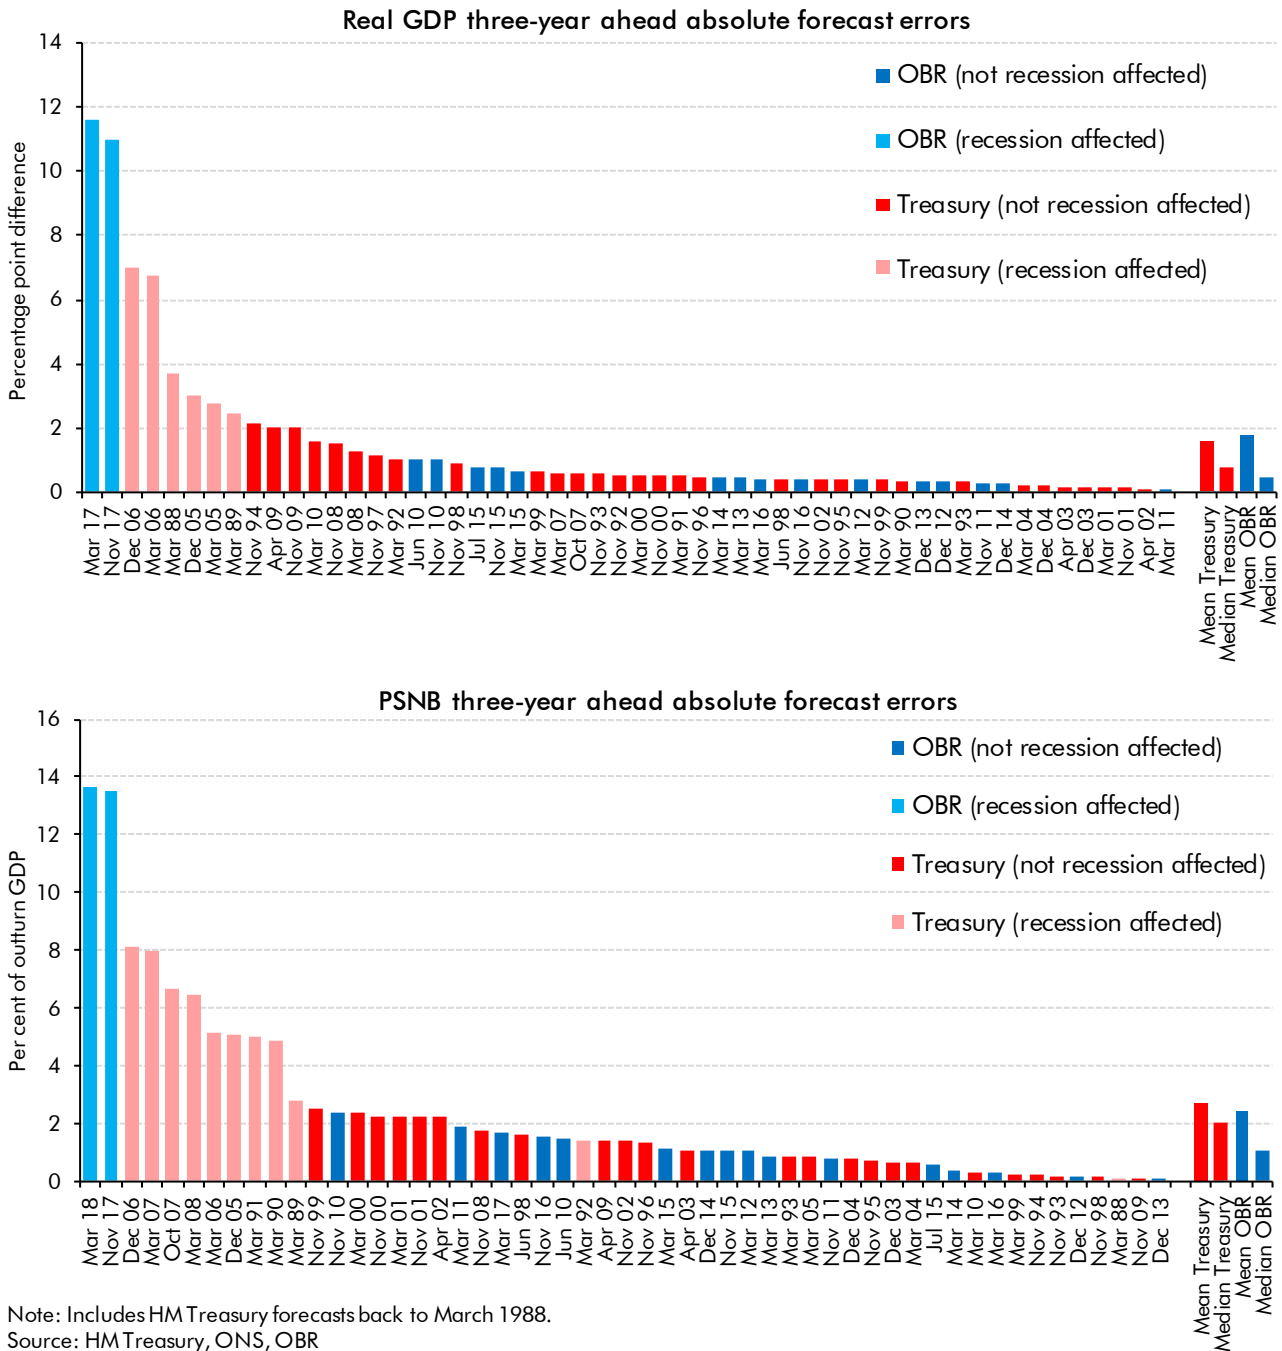 Real GDP three-year ahead absolute forecast errors
14
12
10
8
6
4
2
0
Percentage point difference
OBR (not recession affected)
OBR (recession affected)
Treasury (not recession affected)
Treasury (recession affected)
Mar 17
Nov 17
Dec 06
Mar 06
Mar 88
Dec 05
Mar 05
Mar 89
Nov 94
Apr 09
Nov 09
Mar 10
Nov 08
Mar 08
Nov 97
Mar 92
Jun 10
Nov 10
Nov 98
Jul 15
Nov 15
Mar 15
Mar 99
Mar 07
Oct 07
Nov 93
Nov 92
Mar 00
Nov 00
Mar 91
Nov 96
Mar 14
Mar 13
Mar 16
Jun 98
Nov 16
Nov 02
Nov 95
Mar 12
Nov 99
Mar 90
Dec 13
Dec 12
Mar 93
Nov 11
Dec 14
Mar 04
Dec 04
Apr 03
Dec 03
Mar 01
Nov 01
Apr 02
Mar 11
Mean Treasury
Median Treasury
Mean OBR
Median OBR
PSNB three-year ahead absolute forecast errors
16
14
12
10
8
6
4
2
0
Per cent of outturn GDP
OBR (not recession affected)
OBR (recession affected)
Treasury (not recession affected)
Treasury (recession affected)
Mar 18
Nov 17
Dec 06
Mar 07
Oct 07
Mar 08
Mar 06
Dec 05
Mar 91
Mar 90
Mar 89
Nov 99
Nov 10
Mar 00
Nov 00
Mar 01
Nov 01
Apr 02
Mar 11
Nov 08
Mar 17
Jun 98
Nov 16
Jun 10
Mar 92
Apr 09
Nov 02
Nov 96
Mar 15
Apr 03
Dec 14
Nov 15
Mar 12
Mar 13
Mar 93
Mar 05
Nov 11
Dec 04
Nov 95
Dec 03
Mar 04
Jul 15
Mar 14
Mar 10
Mar 16
Mar 99
Nov 94
Nov 93
Dec 12
Nov 98
Mar 88
Nov 09
Dec 13
Mean Treasury
Median Treasury
Mean OBR
Median OBR
Note: Includes HM Treasury forecasts back to March 1988.
Source: HM Treasury, ONS, OBR